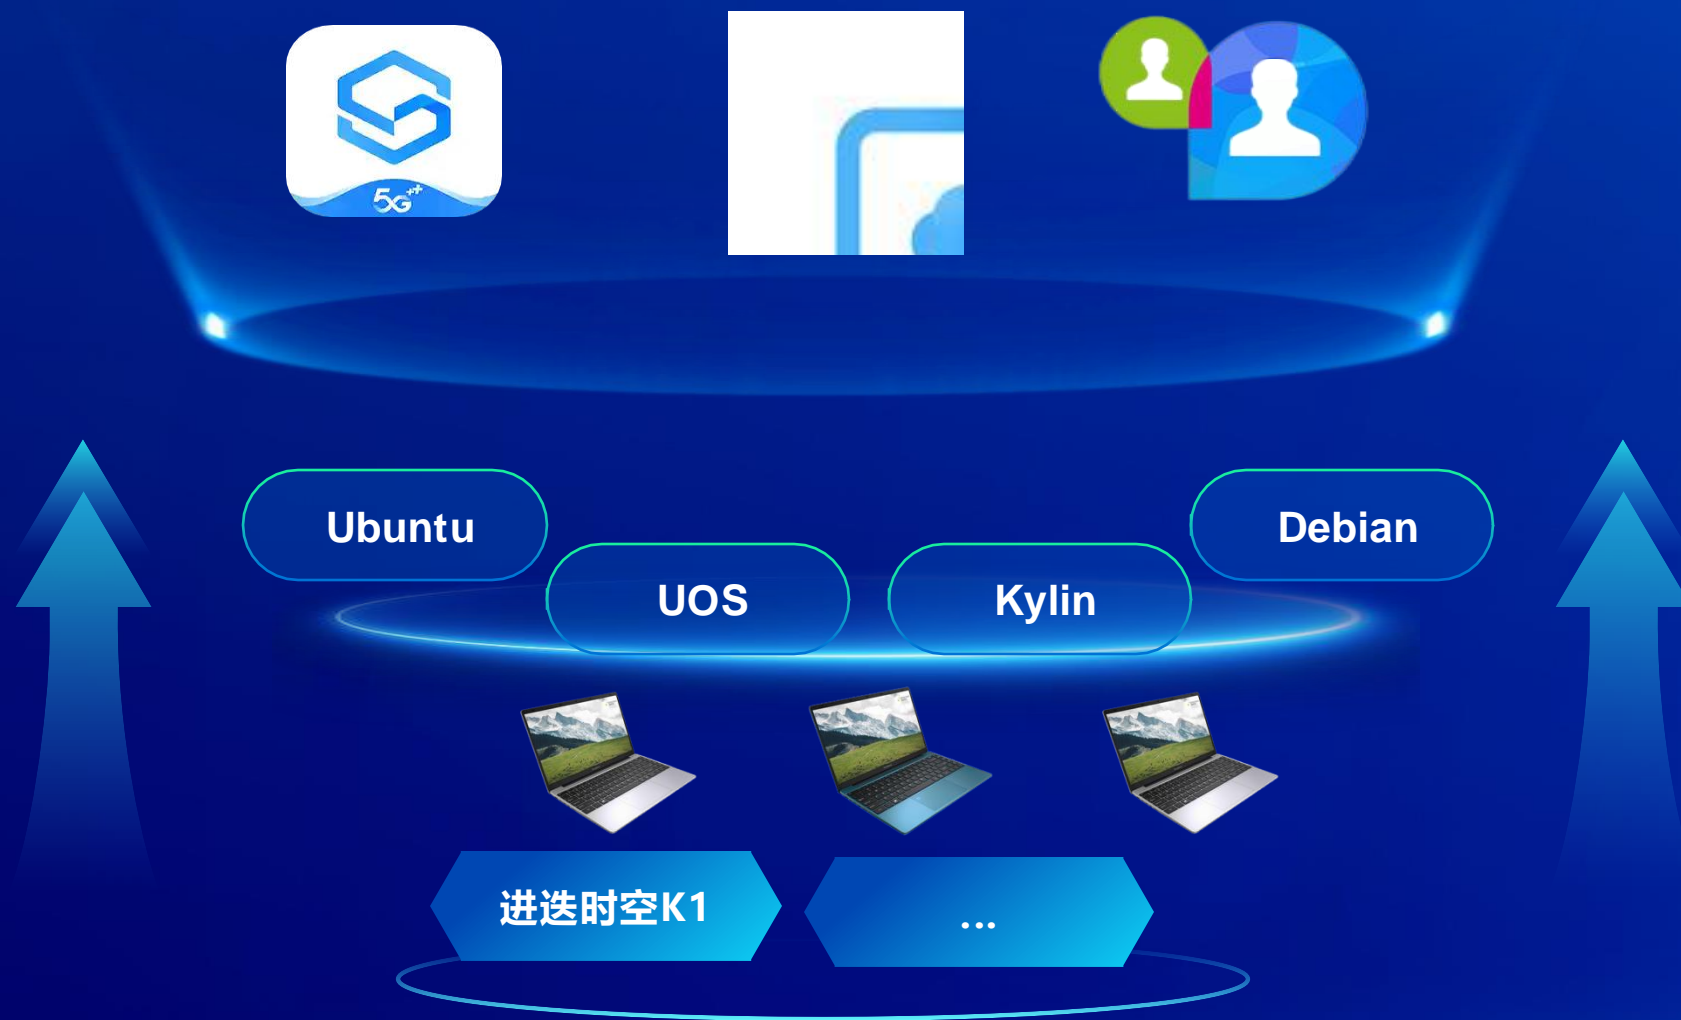 5G++
Ubuntu
Debian
UOS
Kylin
进迭时空K1
...